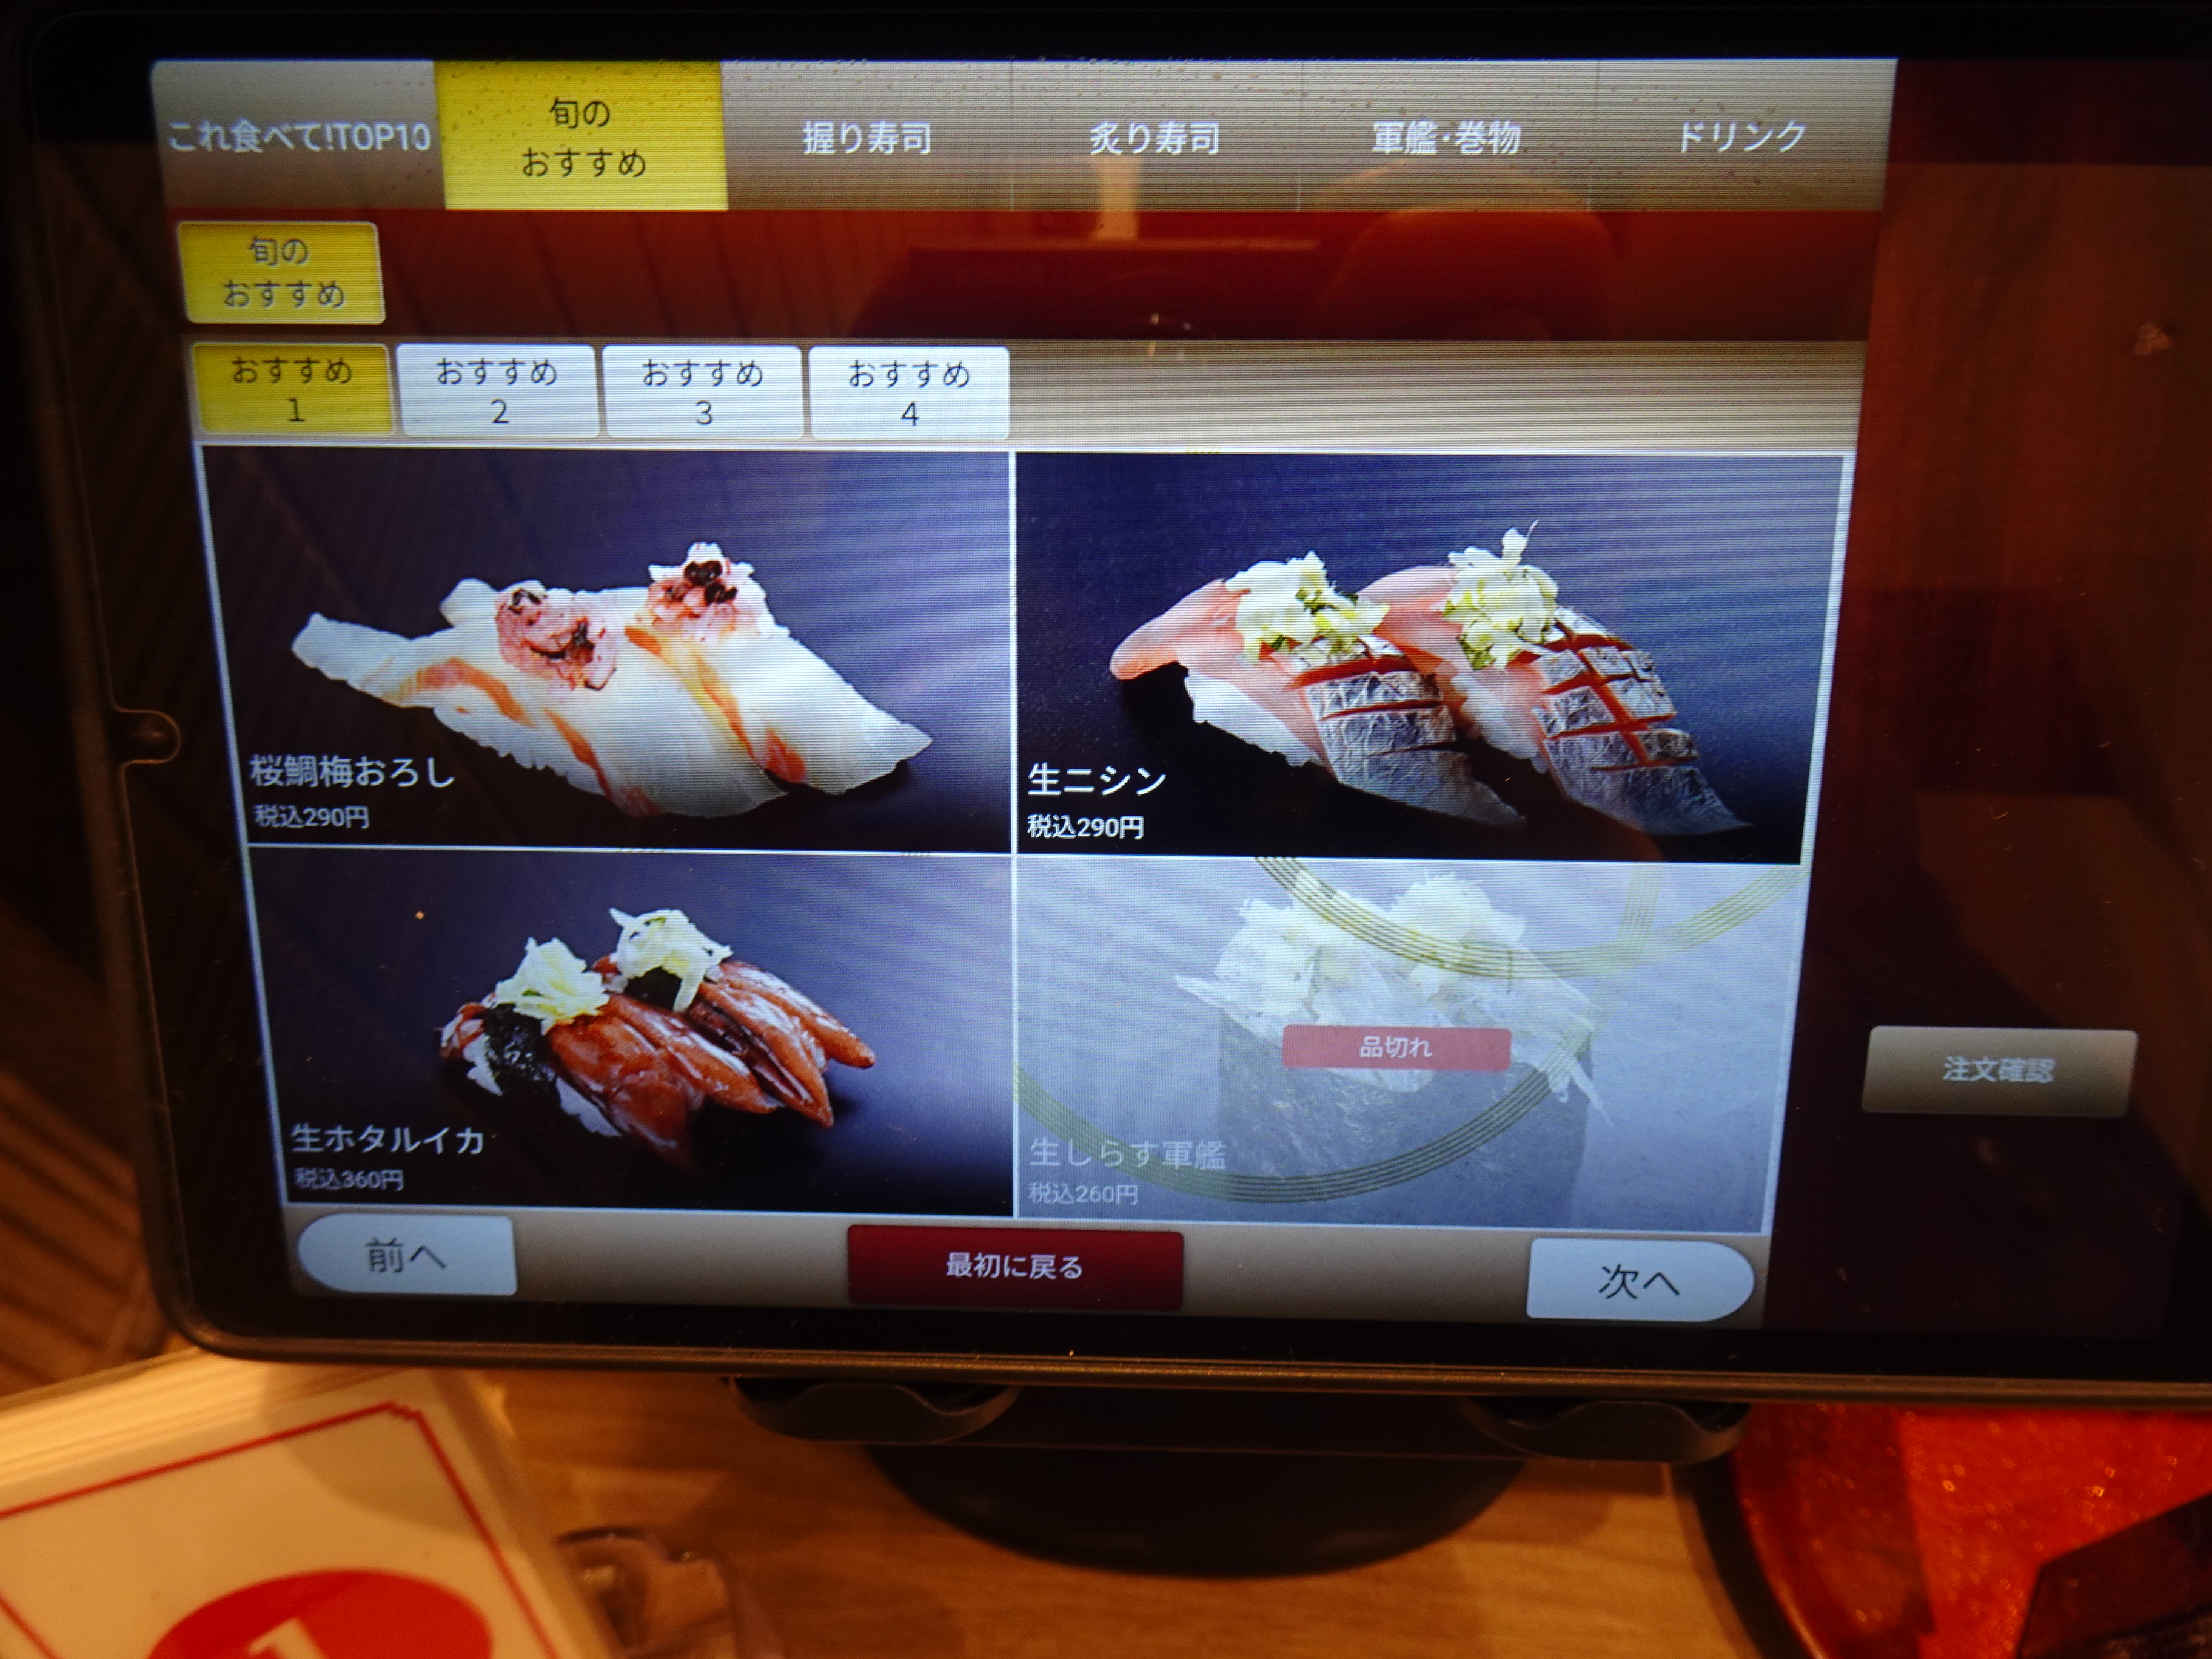 これ食べて!TOP10
旬の
おすすめ
握り寿司
炙り寿司
軍艦・巻物
ドリンク
旬の
おすすめ
おすすめ
1
おすすめ
2
おすすめ
3
おすすめ
4
桜鯛梅おろし
税込290円
生ニシン
税込290円
生ホタルイカ
税込360円
品切れ
生しらす軍艦
税込260円
注文確認
前へ
最初に戻る
次へ
1